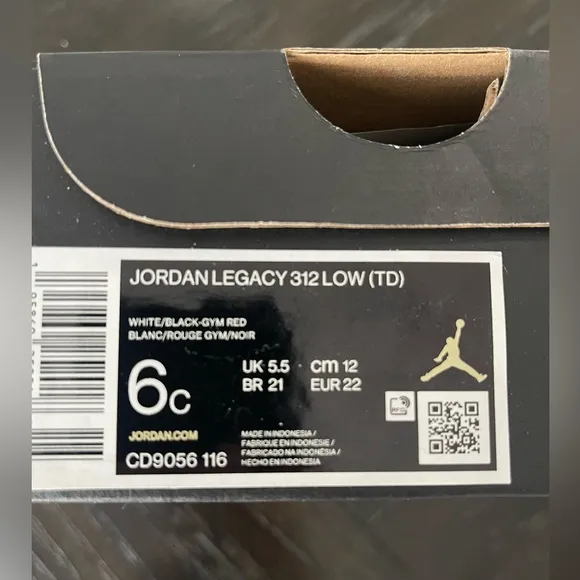 JORDAN LEGACY 312 LOW (TD)
WHITE/BLACK-GYM RED
BLANC/ROUGE GYM/NOIR
6C
UK 5.5 cm 12
BR 21 EUR 22
JORDAN.COM
CD9056 116
MADE IN INDONESIA /
FABRIQUE EN INDONESIE /
FABRICADO NA INDONÉSIA /
HECHO EN INDONESIA
RFID